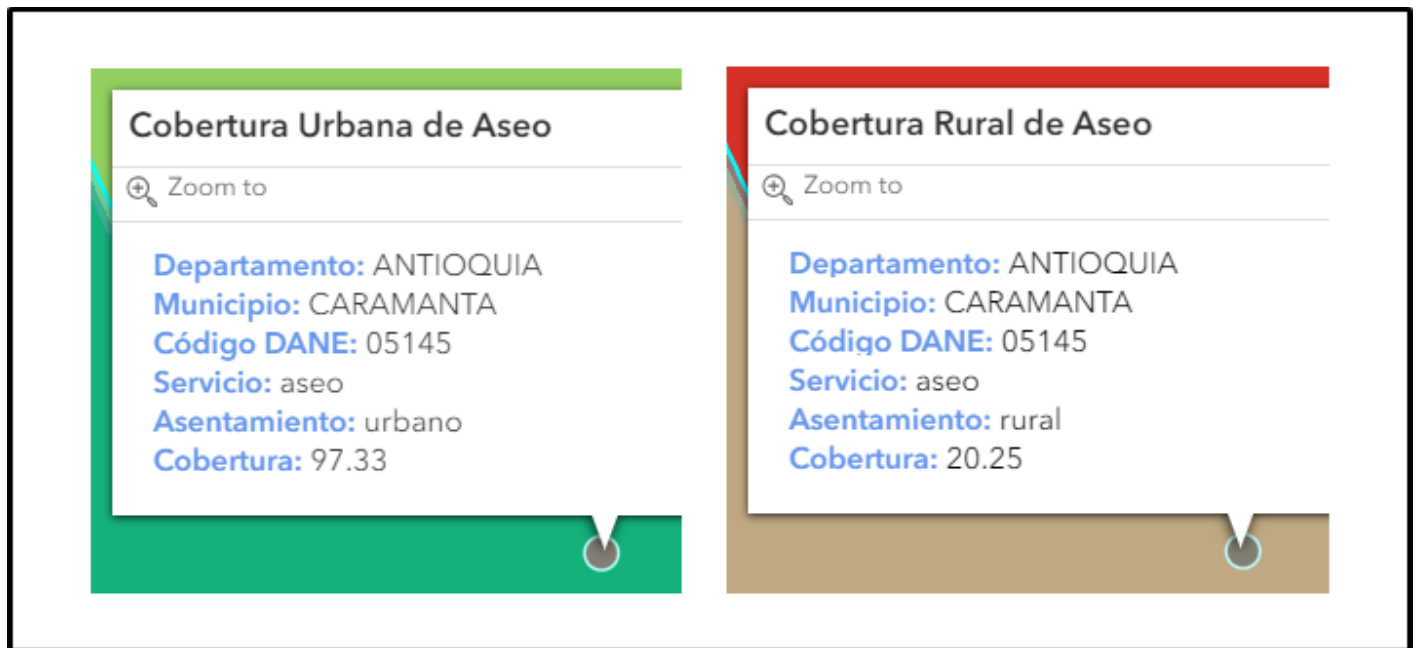 Cobertura Urbana de Aseo
Zoom to
Departamento: ANTIOQUIA
Municipio: CARAMANTA
Código DANE: 05145
Servicio: aseo
Asentamiento: urbano
Cobertura: 97.33
Cobertura Rural de Aseo
Zoom to
Departamento: ANTIOQUIA
Municipio: CARAMANTA
Código DANE: 05145
Servicio: aseo
Asentamiento: rural
Cobertura: 20.25